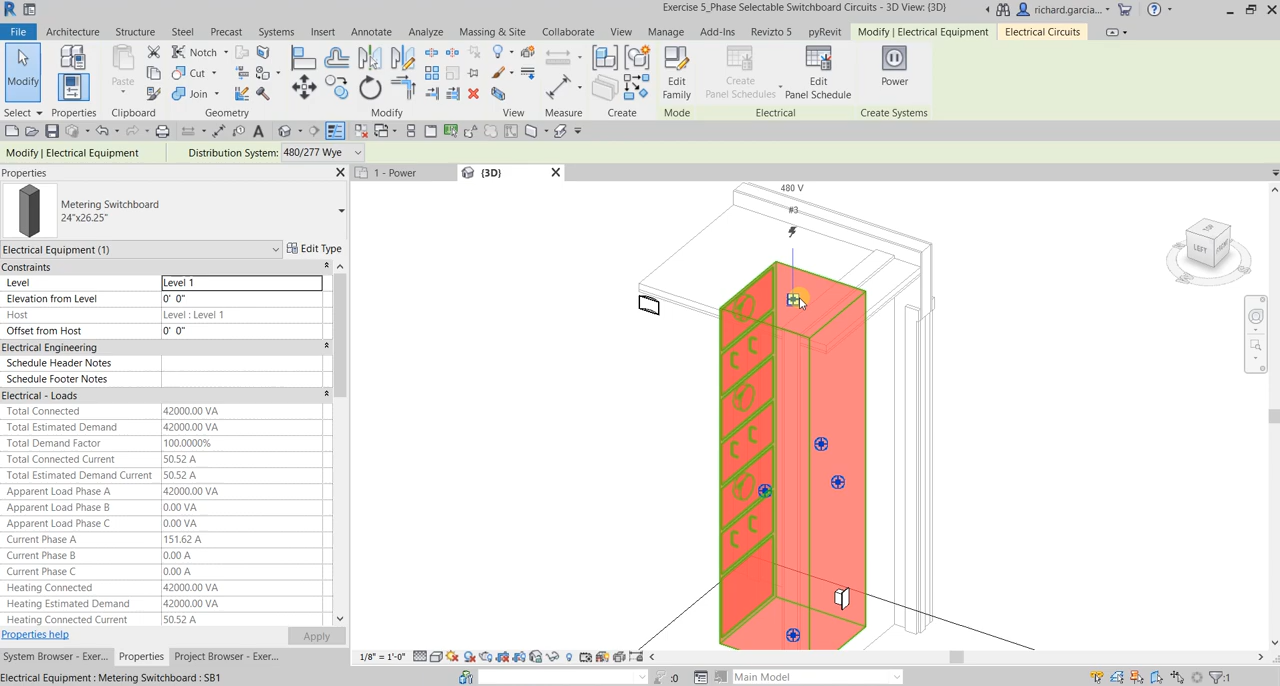 Exercise 5_Phase Selectable Switchboard Circuits - 3D View: {3D}
richard.garcia...
File Architecture Structure Steel Precast Systems Insert Annotate Analyze Massing & Site Collaborate View Manage Add-Ins Revizto 5 pyRevit Modify | Electrical Equipment Electrical Circuits
Modify
Paste
Notch
Cut
Join
Edit Family
Create Panel Schedules
Edit Panel Schedule
Power
Select Properties Clipboard Geometry Modify View Measure Create Mode Electrical Create Systems
Modify | Electrical Equipment Distribution System: 480/277 Wye
Properties
1 - Power
{3D}
Metering Switchboard
24"x26.25"
Electrical Equipment (1) Edit Type
Constraints
Level Level 1
Elevation from Level 0' 0"
Host Level : Level 1
Offset from Host 0' 0"
Electrical Engineering
Schedule Header Notes
Schedule Footer Notes
Electrical - Loads
Total Connected 42000.00 VA
Total Estimated Demand 42000.00 VA
Total Demand Factor 100.0000%
Total Connected Current 50.52 A
Total Estimated Demand Current 50.52 A
Apparent Load Phase A 42000.00 VA
Apparent Load Phase B 0.00 VA
Apparent Load Phase C 0.00 VA
Current Phase A 151.62 A
Current Phase B 0.00 A
Current Phase C 0.00 A
Heating Connected 42000.00 VA
Heating Estimated Demand 42000.00 VA
Heating Connected Current 50.52 A
Properties help Apply
System Browser - Exer... Properties Project Browser - Exer...
480 V
#3
TOP
LEFT
FRONT
1/8" = 1'-0"
Electrical Equipment : Metering Switchboard : SB1
:0
Main Model
:1